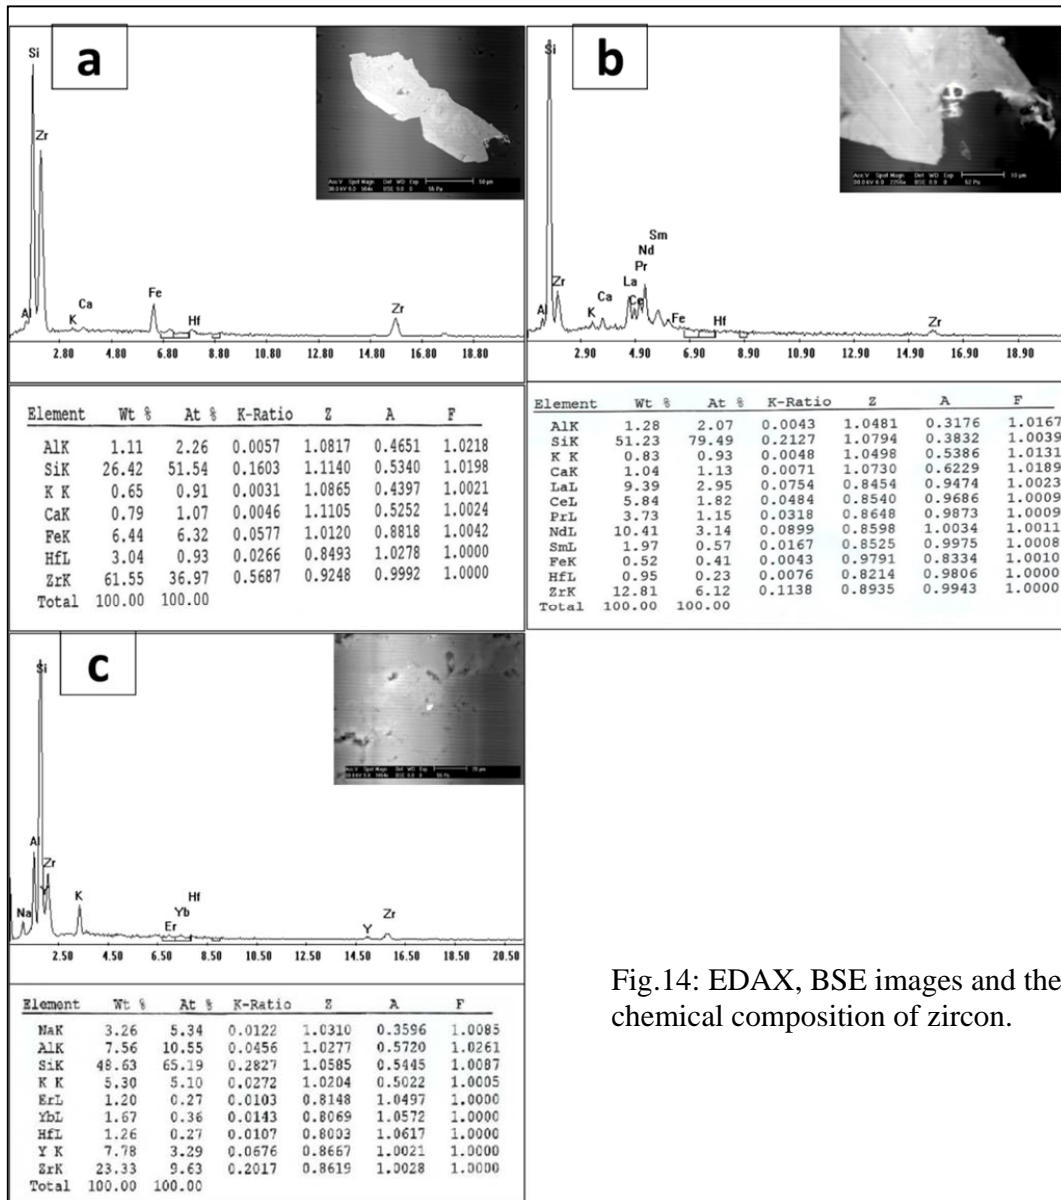 a
Si
Zr
Al
K
Ca
Fe
Hf
Zr
2.80 4.80 6.80 8.80 10.80 12.80 14.80 16.80 18.80
Element Wt % At % K-Ratio Z A F
AlK 1.11 2.26 0.0057 1.0817 0.4651 1.0218
SiK 26.42 51.54 0.1603 1.1140 0.5340 1.0198
K K 0.65 0.91 0.0031 1.0865 0.4397 1.0021
CaK 0.79 1.07 0.0046 1.1105 0.5252 1.0024
FeK 6.44 6.32 0.0577 1.0120 0.8818 1.0042
HfL 3.04 0.93 0.0266 0.8493 1.0278 1.0000
ZrK 61.55 36.97 0.5687 0.9248 0.9992 1.0000
Total 100.00 100.00
b
Si
Zr
Al
K
Ca
La
Ce
Pr
Nd
Sm
Fe
Hf
Zr
2.90 4.90 6.90 8.90 10.90 12.90 14.90 16.90 18.90
Element Wt % At % K-Ratio Z A F
AlK 1.28 2.07 0.0043 1.0481 0.3176 1.0167
SiK 51.23 79.49 0.2127 1.0794 0.3832 1.0039
K K 0.83 0.93 0.0048 1.0498 0.5386 1.0131
CaK 1.04 1.13 0.0071 1.0730 0.6229 1.0189
LaL 9.39 2.95 0.0754 0.8454 0.9474 1.0023
CeL 5.84 1.82 0.0484 0.8540 0.9686 1.0009
PrL 3.73 1.15 0.0318 0.8648 0.9873 1.0009
NdL 10.41 3.14 0.0899 0.8598 1.0034 1.0011
SmL 1.97 0.57 0.0167 0.8525 0.9975 1.0008
FeK 0.52 0.41 0.0043 0.9791 0.8334 1.0010
HfL 0.95 0.23 0.0076 0.8214 0.9806 1.0000
ZrK 12.81 6.12 0.1138 0.8935 0.9943 1.0000
Total 100.00 100.00
c
Si
Al
Zr
Y
Na
K
Er
Yb
Hf
Y
Zr
2.50 4.50 6.50 8.50 10.50 12.50 14.50 16.50 18.50 20.50
Element Wt % At % K-Ratio Z A F
NaK 3.26 5.34 0.0122 1.0310 0.3596 1.0085
AlK 7.56 10.55 0.0456 1.0277 0.5720 1.0261
SiK 48.63 65.19 0.2827 1.0585 0.5445 1.0087
K K 5.30 5.10 0.0272 1.0204 0.5022 1.0005
ErL 1.20 0.27 0.0103 0.8148 1.0497 1.0000
YbL 1.67 0.36 0.0143 0.8069 1.0572 1.0000
HfL 1.26 0.27 0.0107 0.8003 1.0617 1.0000
Y K 7.78 3.29 0.0676 0.8667 1.0021 1.0000
ZrK 23.33 9.63 0.2017 0.8619 1.0028 1.0000
Total 100.00 100.00
Fig.14: EDAX, BSE images and the
chemical composition of zircon.